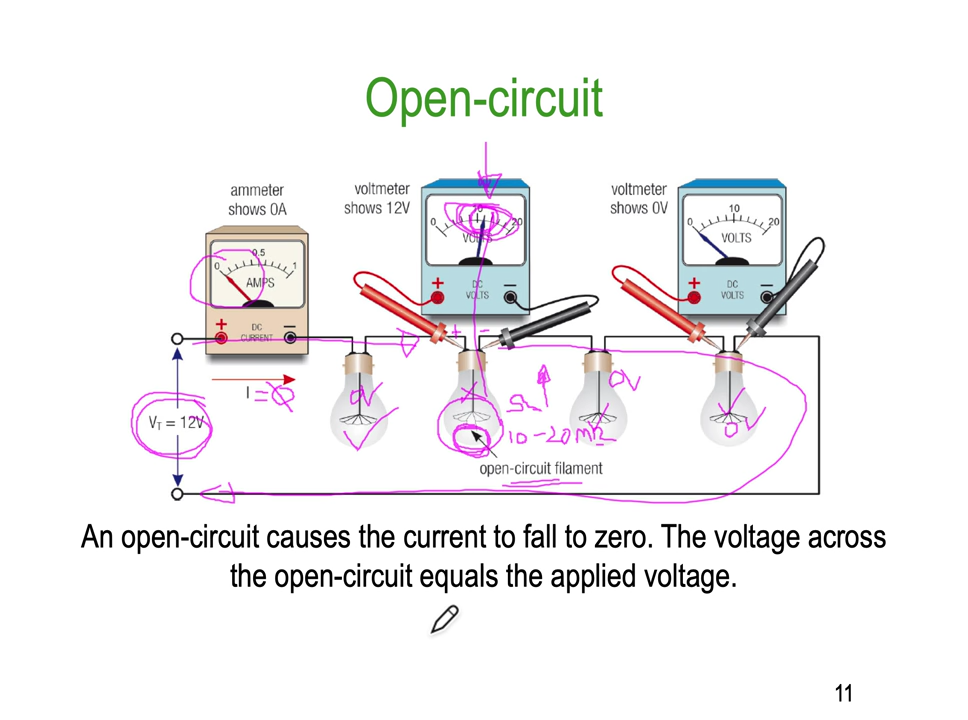 Open-circuit
ammeter
shows 0A
voltmeter
shows 12V
voltmeter
shows 0V
0 0.5 1
AMPS
+ DC –
CURRENT
0 10 20
VOLTS
+ DC –
VOLTS
0 10 20
VOLTS
+ DC –
VOLTS
+ -
I = 0
VT = 12V
0V
0V
0V
10-20MΩ
open-circuit filament
An open-circuit causes the current to fall to zero. The voltage across
the open-circuit equals the applied voltage.
11